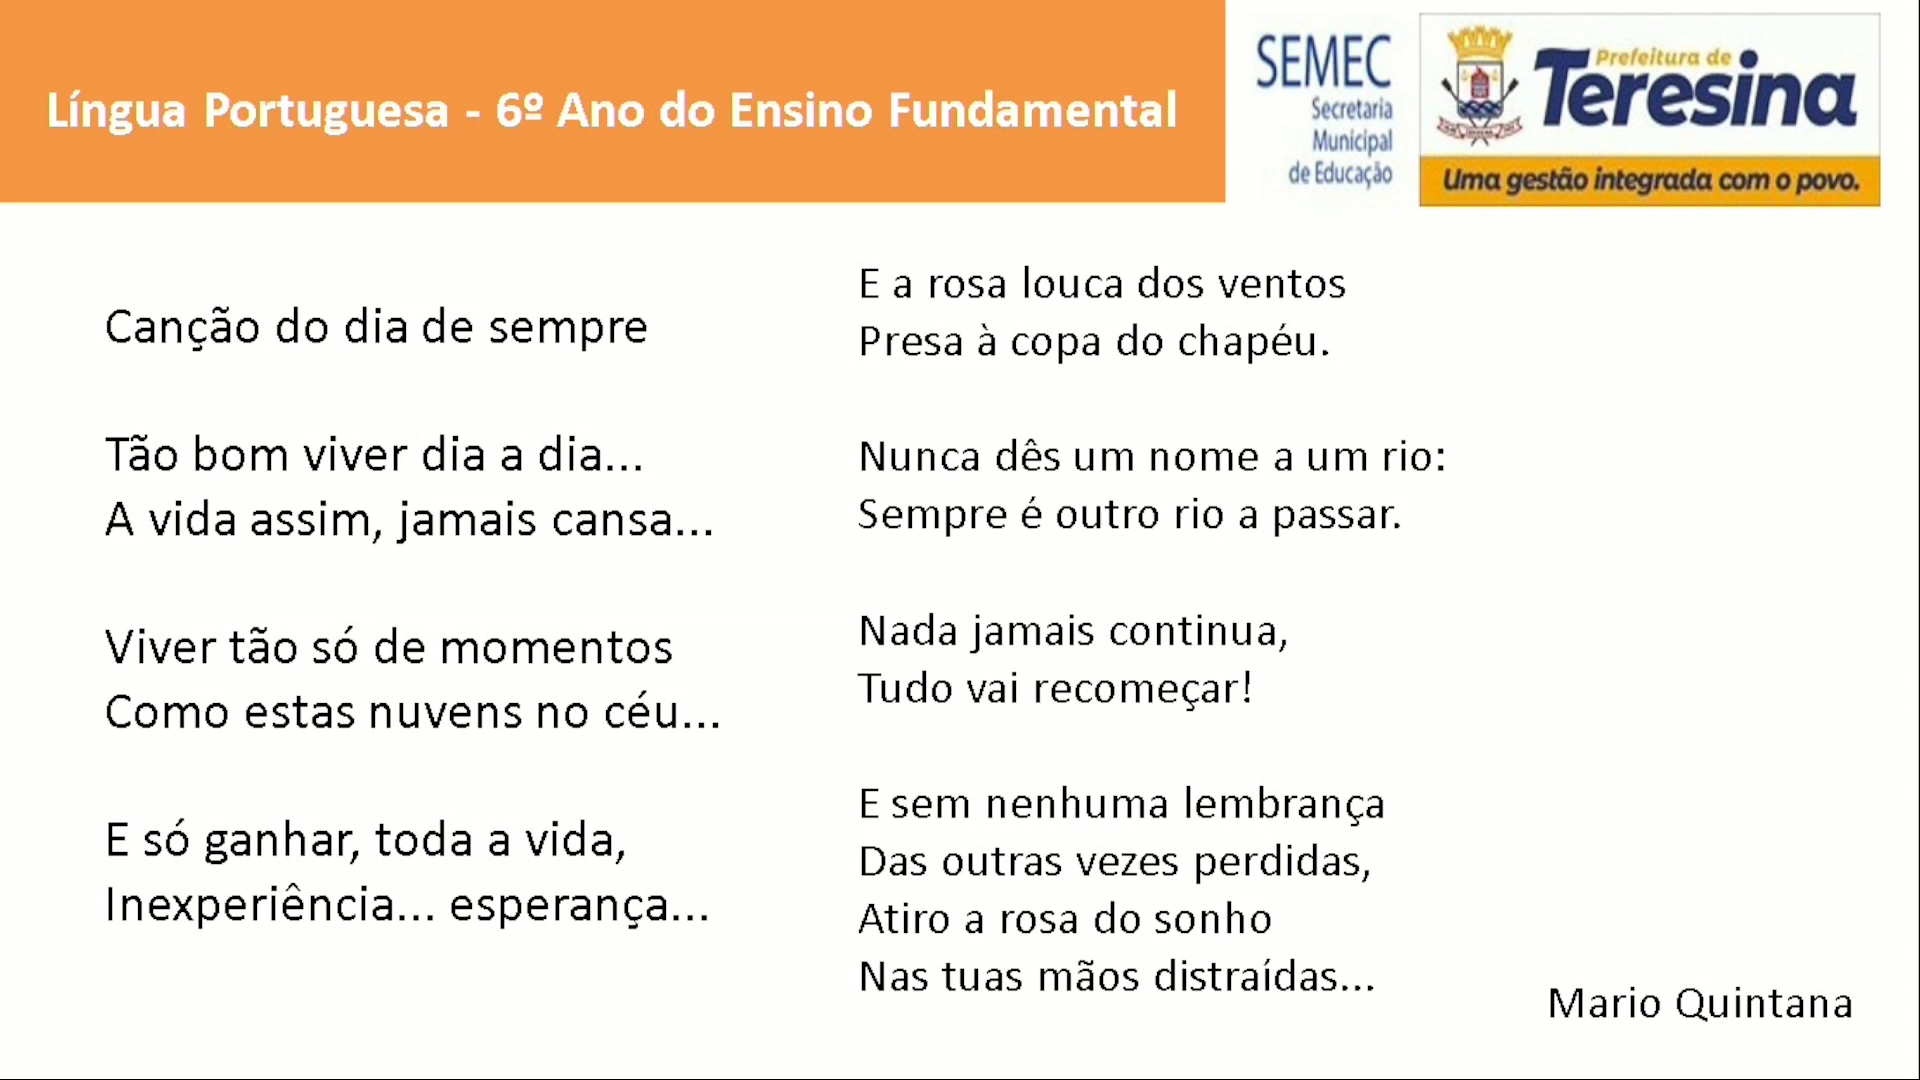 Língua Portuguesa - 6º Ano do Ensino Fundamental
SEMEC
Secretaria
Municipal
de Educação
Prefeitura de
Teresina
Uma gestão integrada com o povo.
Canção do dia de sempre
Tão bom viver dia a dia...
A vida assim, jamais cansa...
Viver tão só de momentos
Como estas nuvens no céu...
E só ganhar, toda a vida,
Inexperiência... esperança...
E a rosa louca dos ventos
Presa à copa do chapéu.
Nunca dês um nome a um rio:
Sempre é outro rio a passar.
Nada jamais continua,
Tudo vai recomeçar!
E sem nenhuma lembrança
Das outras vezes perdidas,
Atiro a rosa do sonho
Nas tuas mãos distraídas...
Mario Quintana